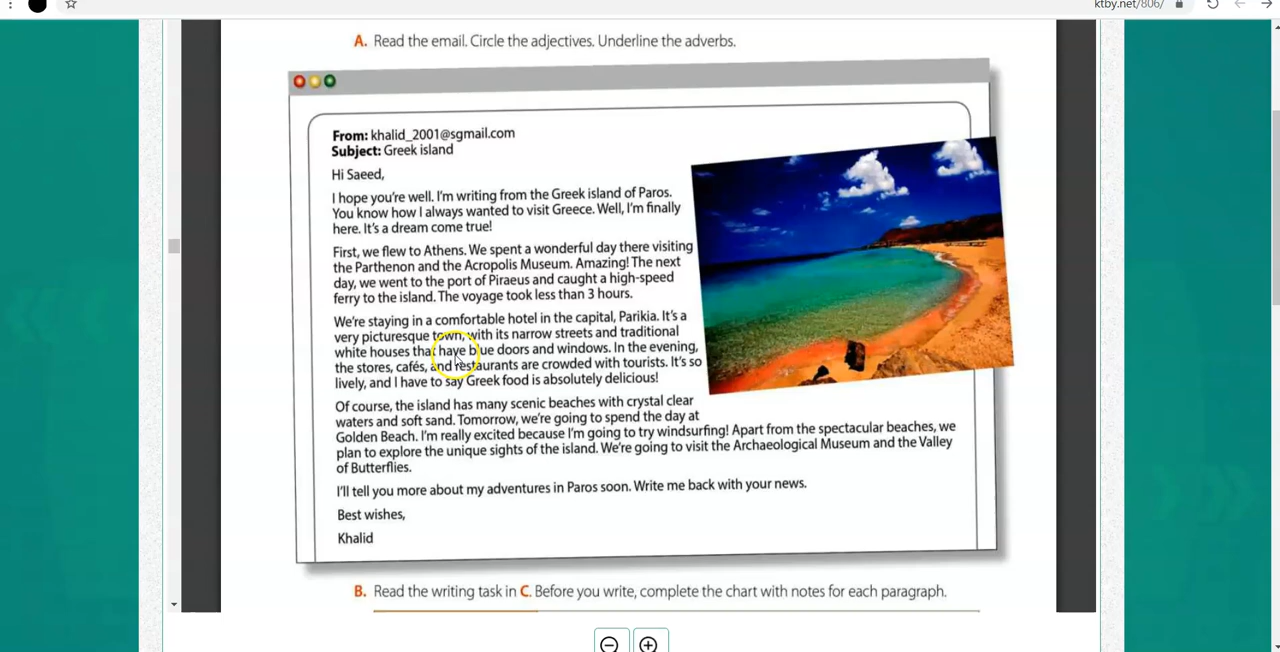 ktby.net/806/
A. Read the email. Circle the adjectives. Underline the adverbs.
From: khalid_2001@sgmail.com
Subject: Greek island
Hi Saeed,
I hope you're well. I'm writing from the Greek island of Paros.
You know how I always wanted to visit Greece. Well, I'm finally
here. It's a dream come true!
First, we flew to Athens. We spent a wonderful day there visiting
the Parthenon and the Acropolis Museum. Amazing! The next
day, we went to the port of Piraeus and caught a high-speed
ferry to the island. The voyage took less than 3 hours.
We're staying in a comfortable hotel in the capital, Parikia. It's a
very picturesque town, with its narrow streets and traditional
white houses that have blue doors and windows. In the evening,
the stores, cafés, and restaurants are crowded with tourists. It's so
lively, and I have to say Greek food is absolutely delicious!
Of course, the island has many scenic beaches with crystal clear
waters and soft sand. Tomorrow, we're going to spend the day at
Golden Beach. I'm really excited because I'm going to try windsurfing! Apart from the spectacular beaches, we
plan to explore the unique sights of the island. We're going to visit the Archaeological Museum and the Valley
of Butterflies.
I'll tell you more about my adventures in Paros soon. Write me back with your news.
Best wishes,
Khalid
B. Read the writing task in C. Before you write, complete the chart with notes for each paragraph.